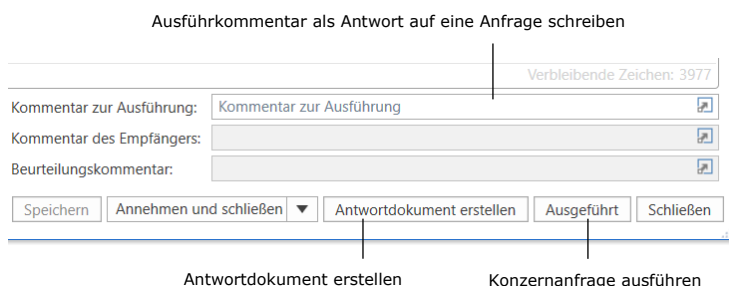 Ausführkommentar als Antwort auf eine Anfrage schreiben
Verbleibende Zeichen: 3977
Kommentar zur Ausführung: Kommentar zur Ausführung
Kommentar des Empfängers:
Beurteilungskommentar:
Speichern Annehmen und schließen Antwortdokument erstellen Ausgeführt Schließen
Antwortdokument erstellen Konzernanfrage ausführen